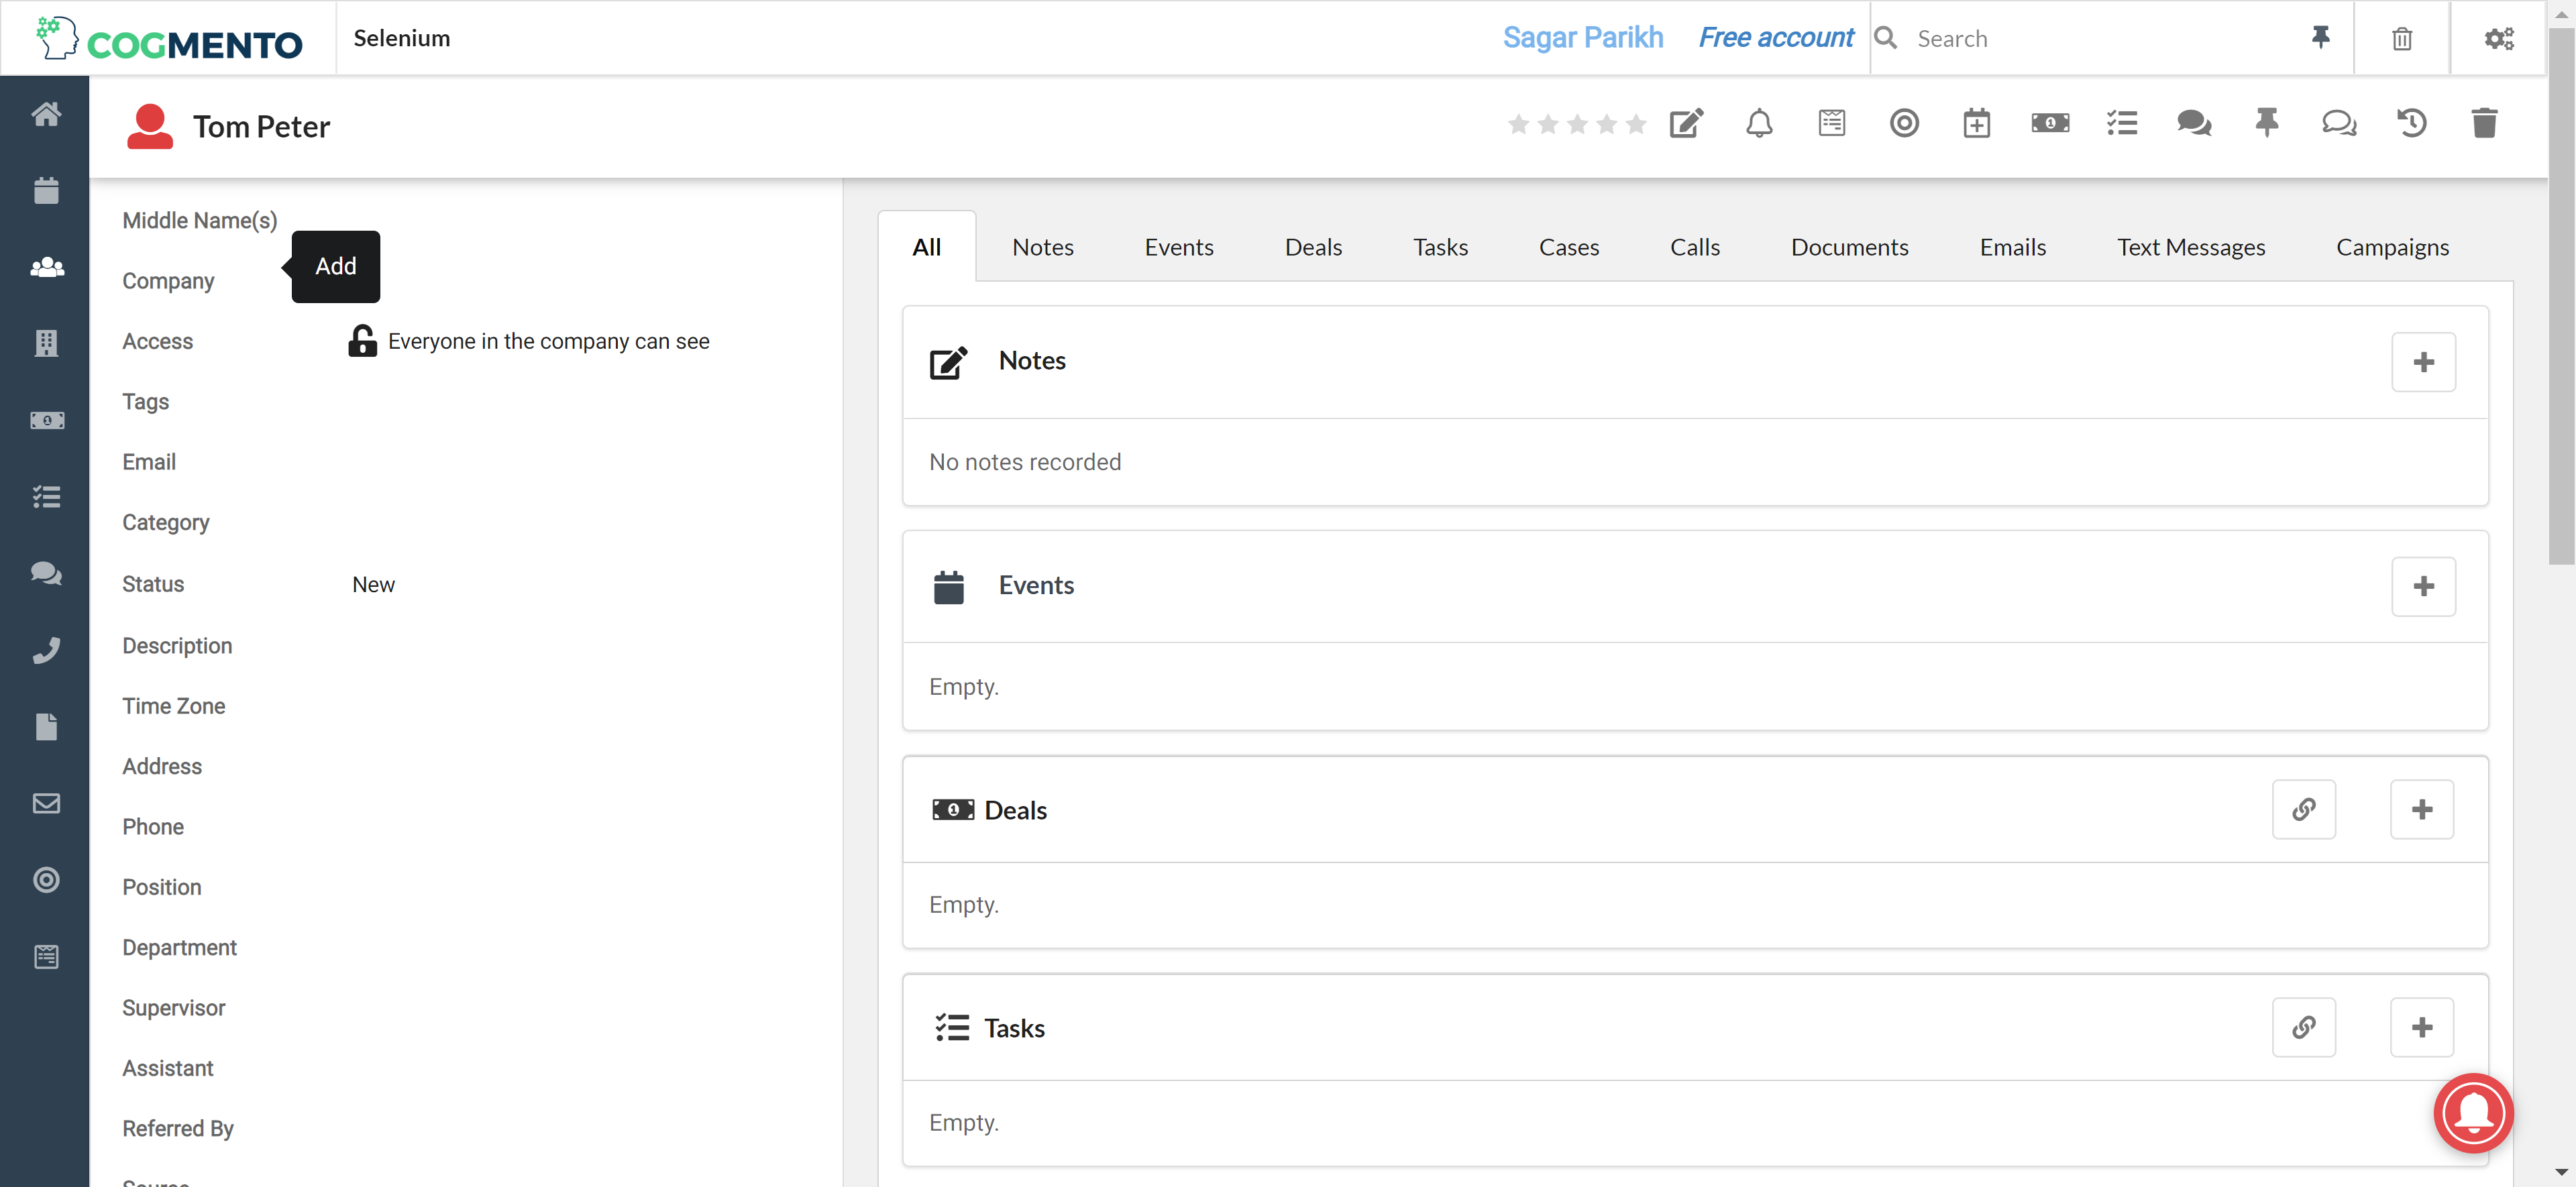 COGMENTO
Selenium
Sagar Parikh
Free account
Search
Tom Peter
Middle Name(s)
Add
Company
Access
Everyone in the company can see
Tags
Email
Category
Status
New
Description
Time Zone
Address
Phone
Position
Department
Supervisor
Assistant
Referred By
All
Notes
Events
Deals
Tasks
Cases
Calls
Documents
Emails
Text Messages
Campaigns
Notes
No notes recorded
Events
Empty.
Deals
Empty.
Tasks
Empty.